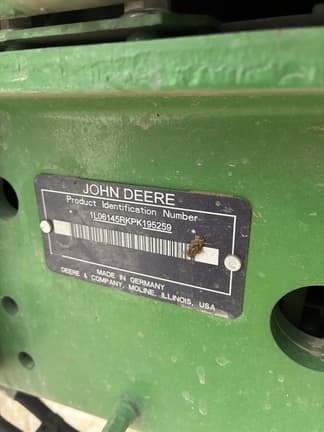 JOHN DEERE
Product Identification Number
1L06145RKPK195259
MADE IN GERMANY
DEERE & COMPANY, MOLINE, ILLINOIS, USA